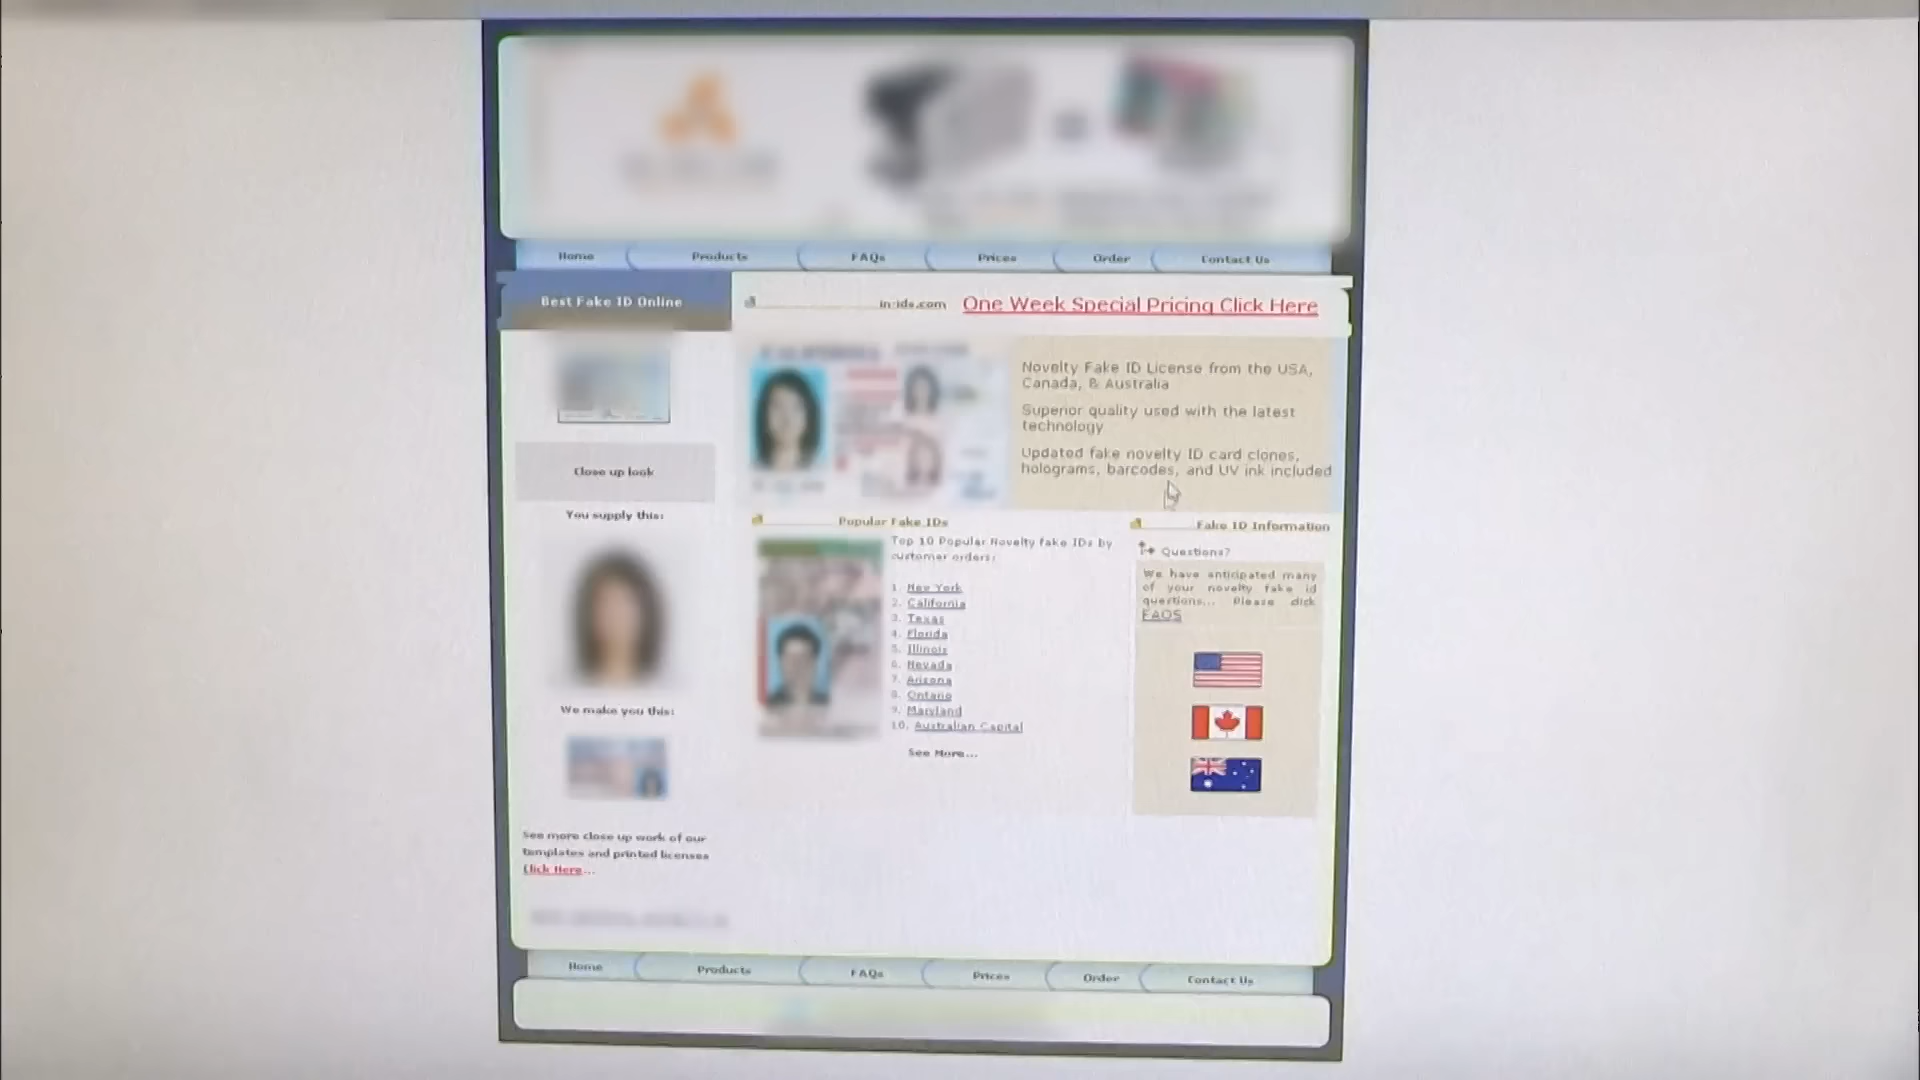 Home Products FAQs Prices Order Contact Us
Best Fake ID Online
in-ids.com One Week Special Pricing Click Here
Novelty Fake ID License from the USA,
Canada, & Australia
Superior quality used with the latest
technology
Updated fake novelty ID card clones,
holograms, barcodes, and UV ink included
Close up look
You supply this:
We make you this:
See more close up work of our
templates and printed licenses
Click Here...
Popular Fake IDs
Top 10 Popular Novelty fake IDs by
customer orders:
1. New York
2. California
3. Texas
4. Florida
5. Illinois
6. Nevada
7. Arizona
8. Ontario
9. Maryland
10. Australian Capital
See More...
Fake ID Information
Questions?
We have anticipated many
of your novelty fake id
questions... Please click
FAQS
Home Products FAQs Prices Order Contact Us